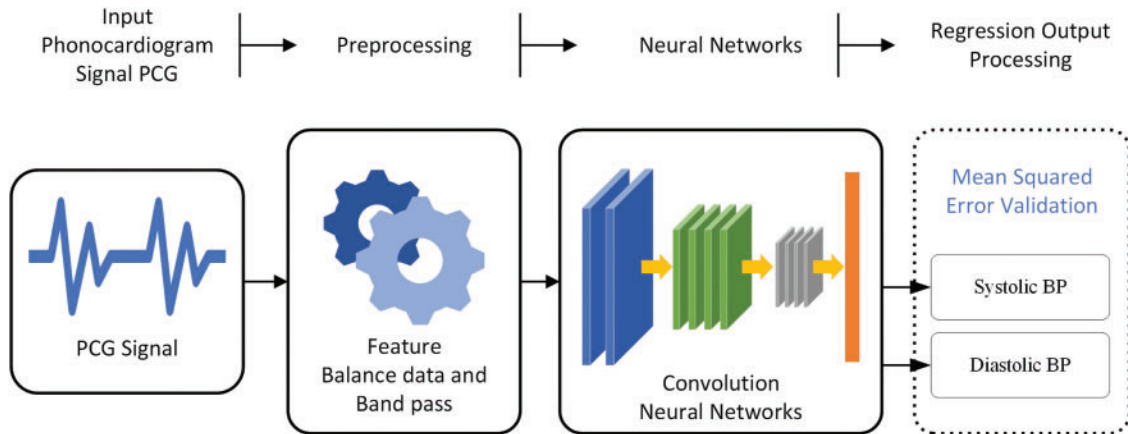 Input
Phonocardiogram
Signal PCG
Preprocessing
Neural Networks
Regression Output
Processing
PCG Signal
Feature
Balance data and
Band pass
Convolution
Neural Networks
Mean Squared
Error Validation
Systolic BP
Diastolic BP